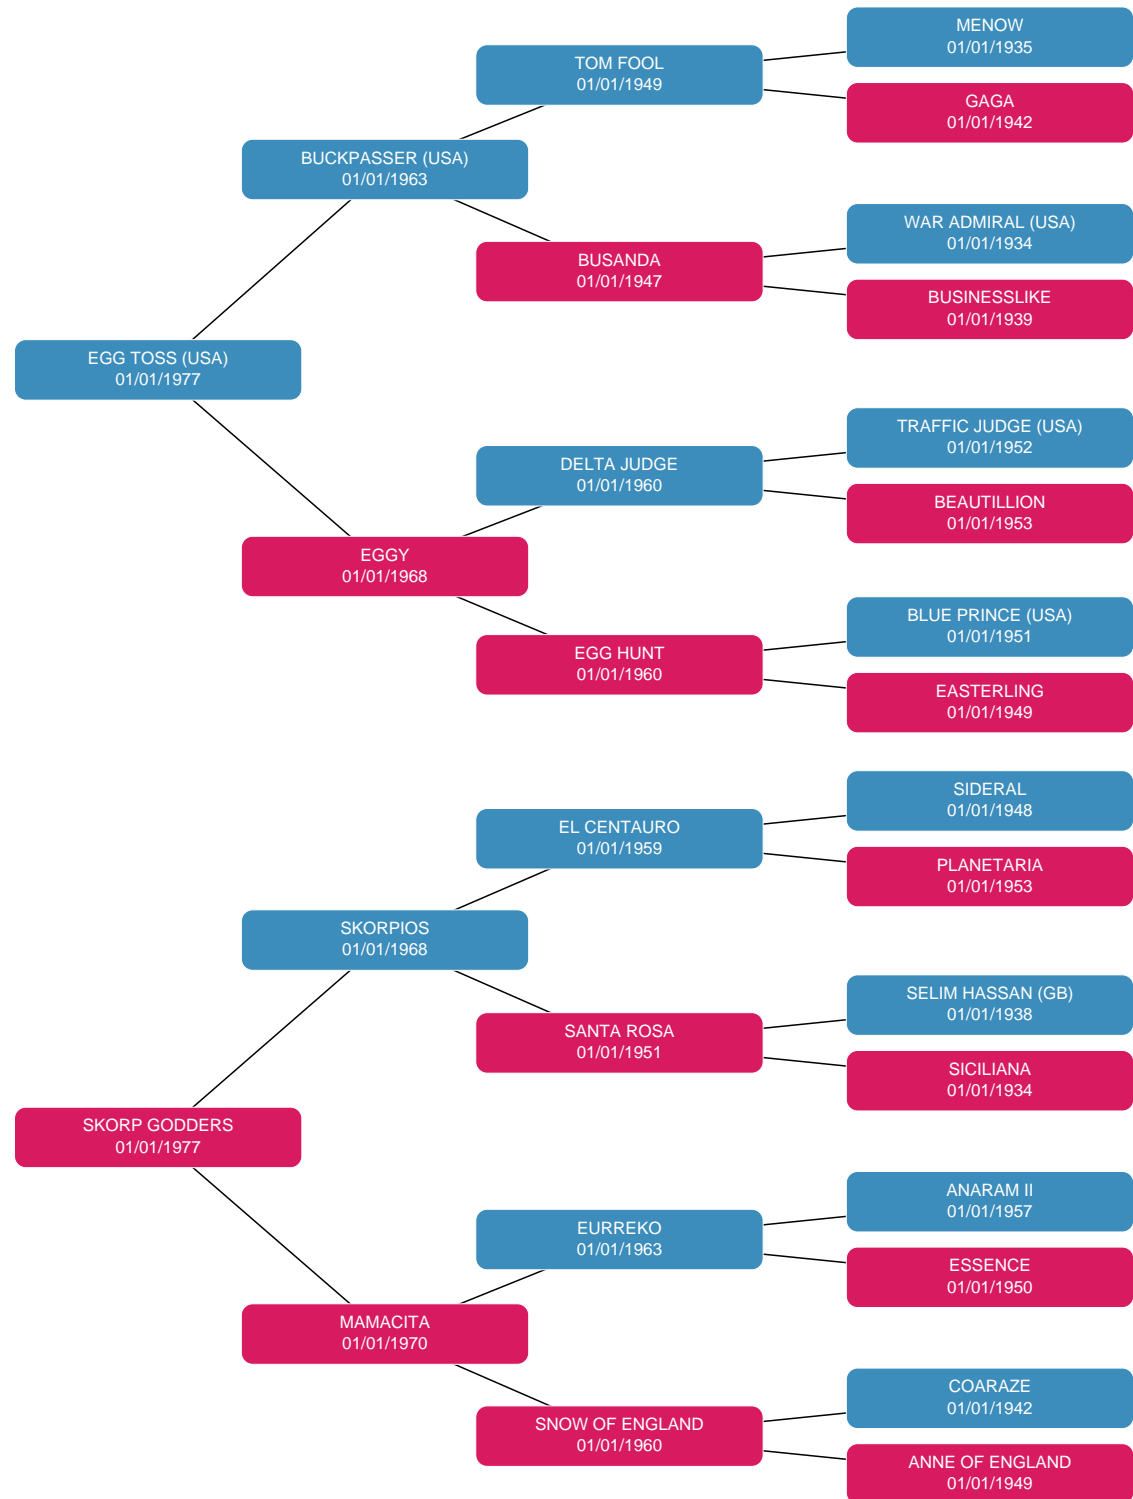 MENOW
01/01/1935
TOM FOOL
01/01/1949
GAGA
01/01/1942
BUCKPASSER (USA)
01/01/1963
WAR ADMIRAL (USA)
01/01/1934
BUSANDA
01/01/1947
BUSINESSLIKE
01/01/1939
EGG TOSS (USA)
01/01/1977
TRAFFIC JUDGE (USA)
01/01/1952
DELTA JUDGE
01/01/1960
BEAUTILLION
01/01/1953
EGGY
01/01/1968
BLUE PRINCE (USA)
01/01/1951
EGG HUNT
01/01/1960
EASTERLING
01/01/1949
SIDERAL
01/01/1948
EL CENTAURO
01/01/1959
PLANETARIA
01/01/1953
SKORPIOS
01/01/1968
SELIM HASSAN (GB)
01/01/1938
SANTA ROSA
01/01/1951
SICILIANA
01/01/1934
SKORP GODDERS
01/01/1977
ANARAM II
01/01/1957
EURREKO
01/01/1963
ESSENCE
01/01/1950
MAMACITA
01/01/1970
COARAZE
01/01/1942
SNOW OF ENGLAND
01/01/1960
ANNE OF ENGLAND
01/01/1949